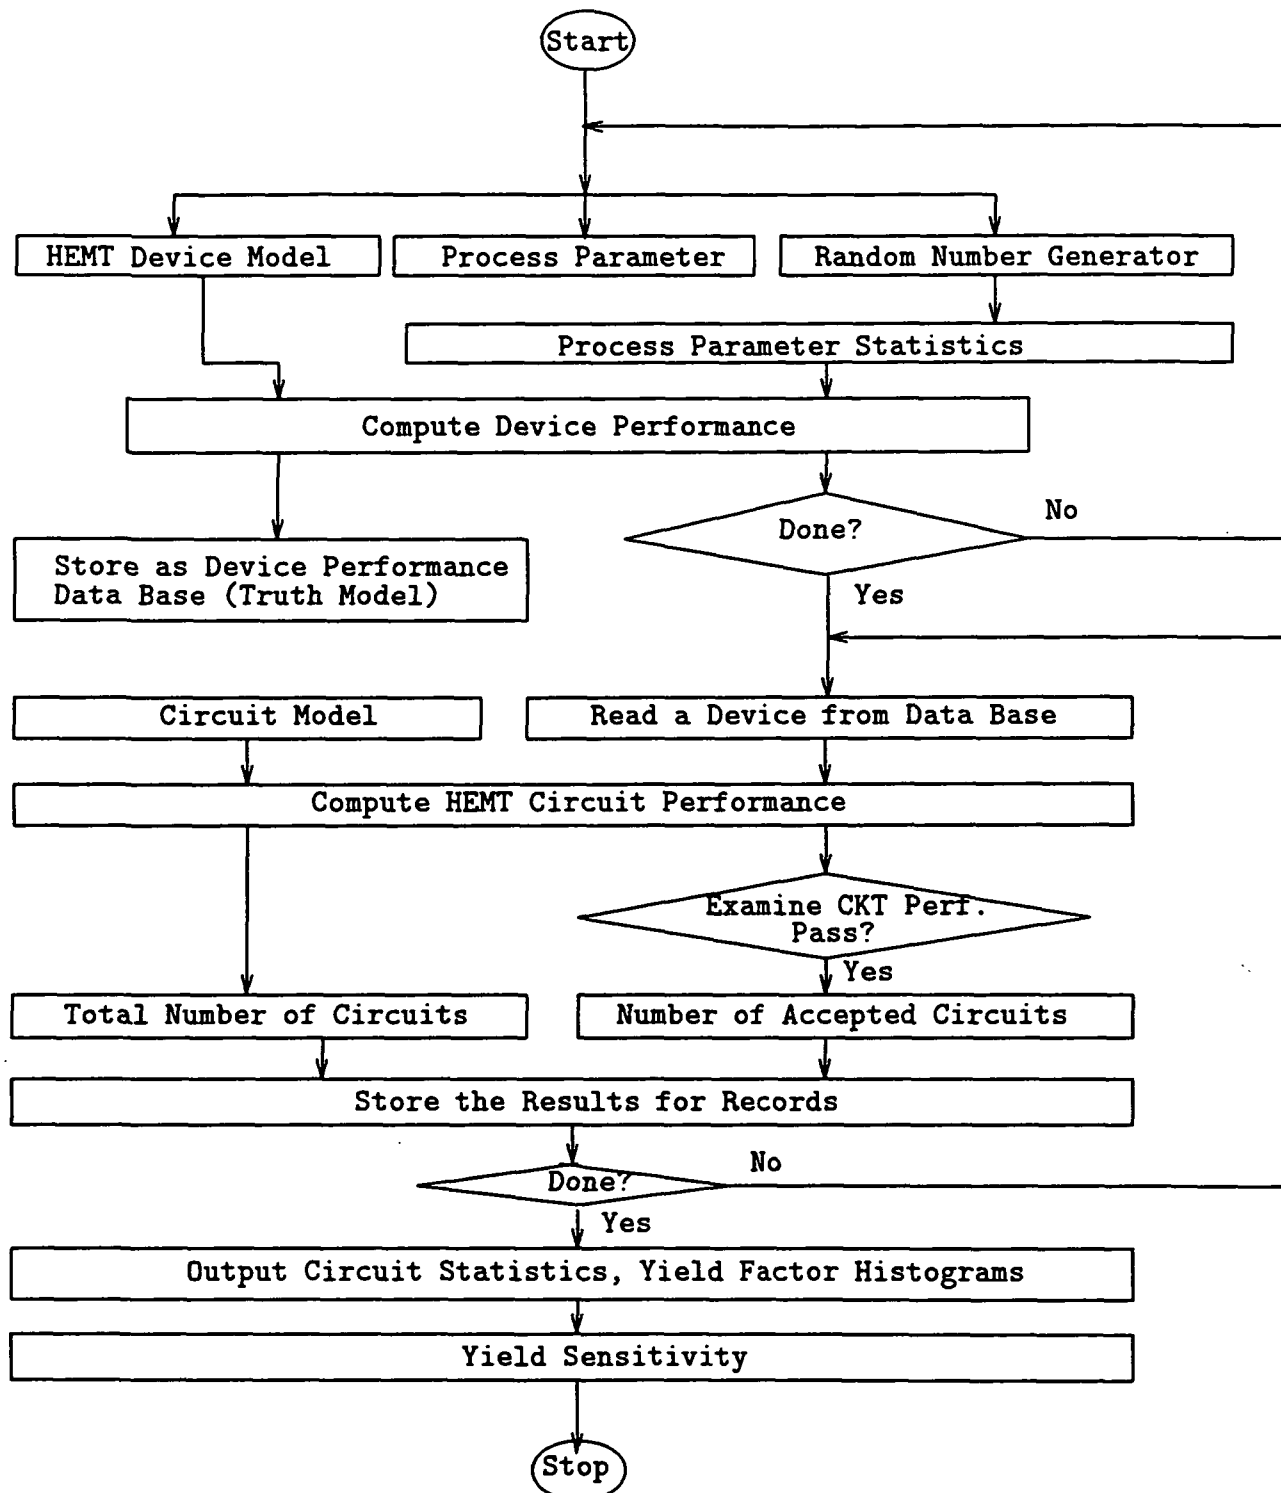 Start
HEMT Device Model
Process Parameter
Random Number Generator
Process Parameter Statistics
Compute Device Performance
Done?
No
Store as Device Performance
Data Base (Truth Model)
Yes
Circuit Model
Read a Device from Data Base
Compute HEMT Circuit Performance
Examine CKT Perf.
Pass?
Yes
Total Number of Circuits
Number of Accepted Circuits
Store the Results for Records
No
Done?
Yes
Output Circuit Statistics, Yield Factor Histograms
Yield Sensitivity
Stop